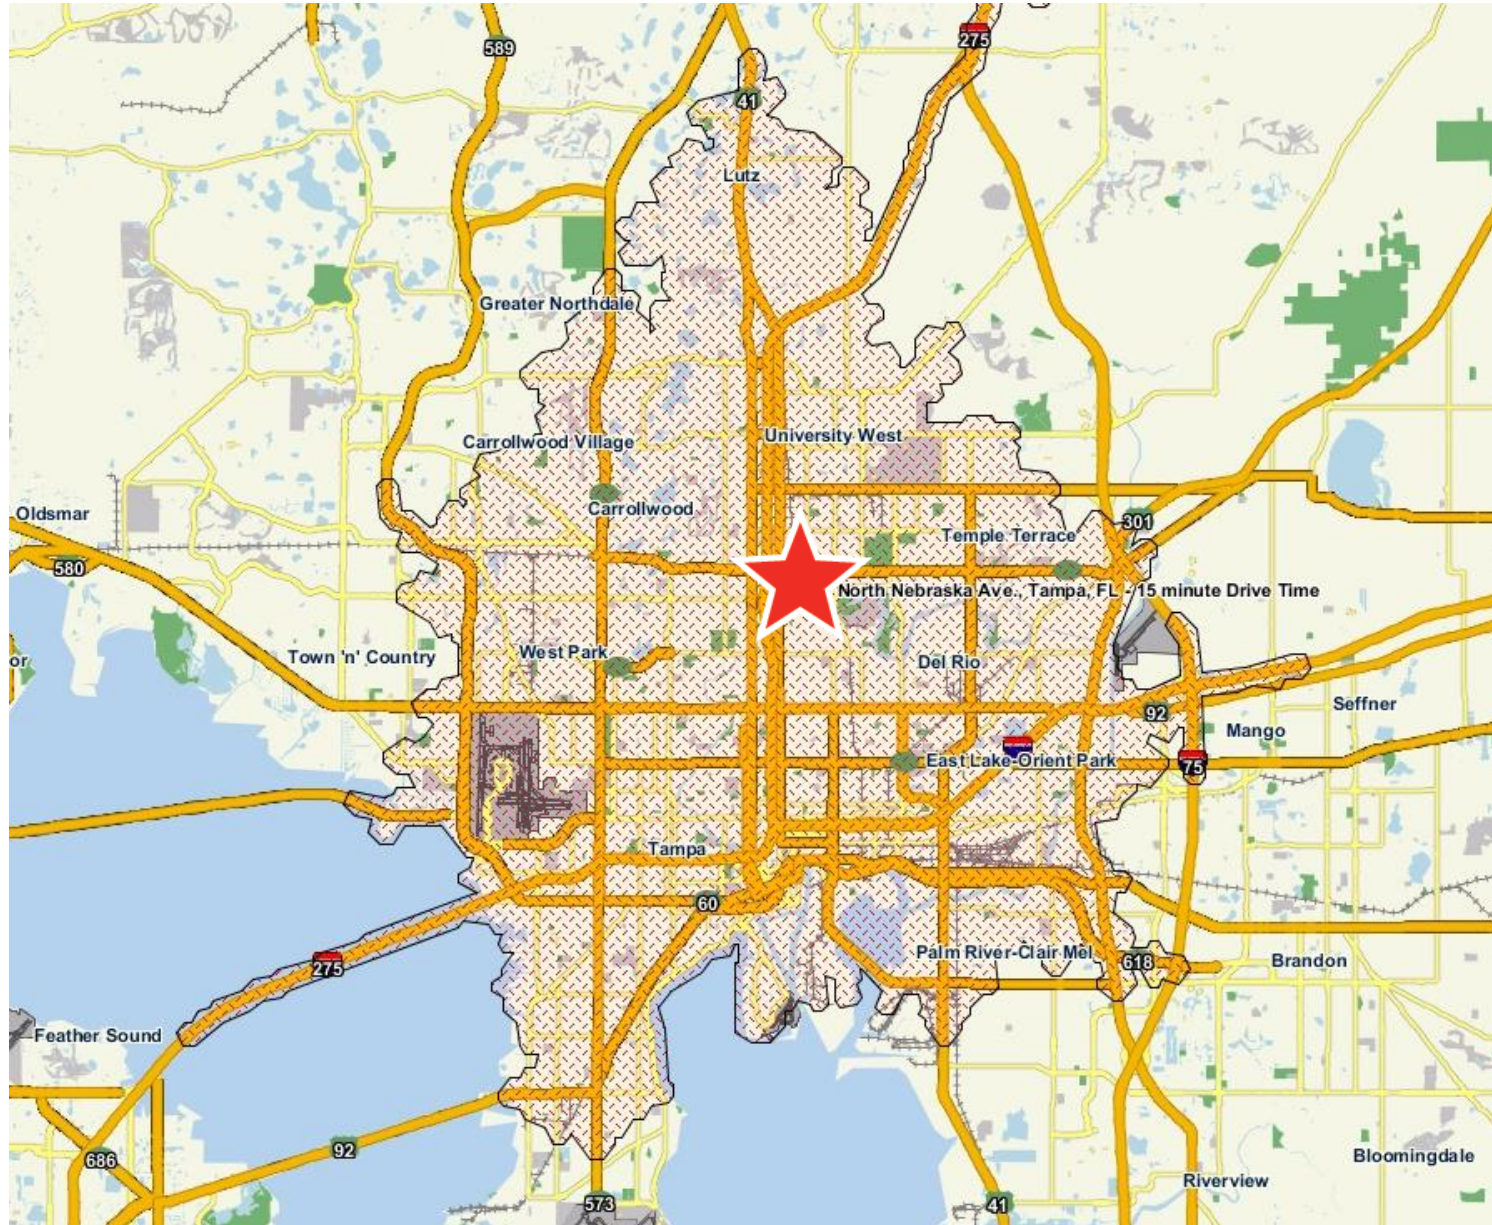 589
275
41
Lutz
Greater Northdale
Carrollwood Village
University West
Carrollwood
Oldsmar
301
Temple Terrace
580
North Nebraska Ave., Tampa, FL - 15 minute Drive Time
Town 'n' Country
West Park
Del Rio
or
92
Seffner
Mango
East Lake-Orient Park
75
Tampa
60
Palm River-Clair Mel
618
Brandon
275
Feather Sound
92
686
Bloomingdale
Riverview
573
41